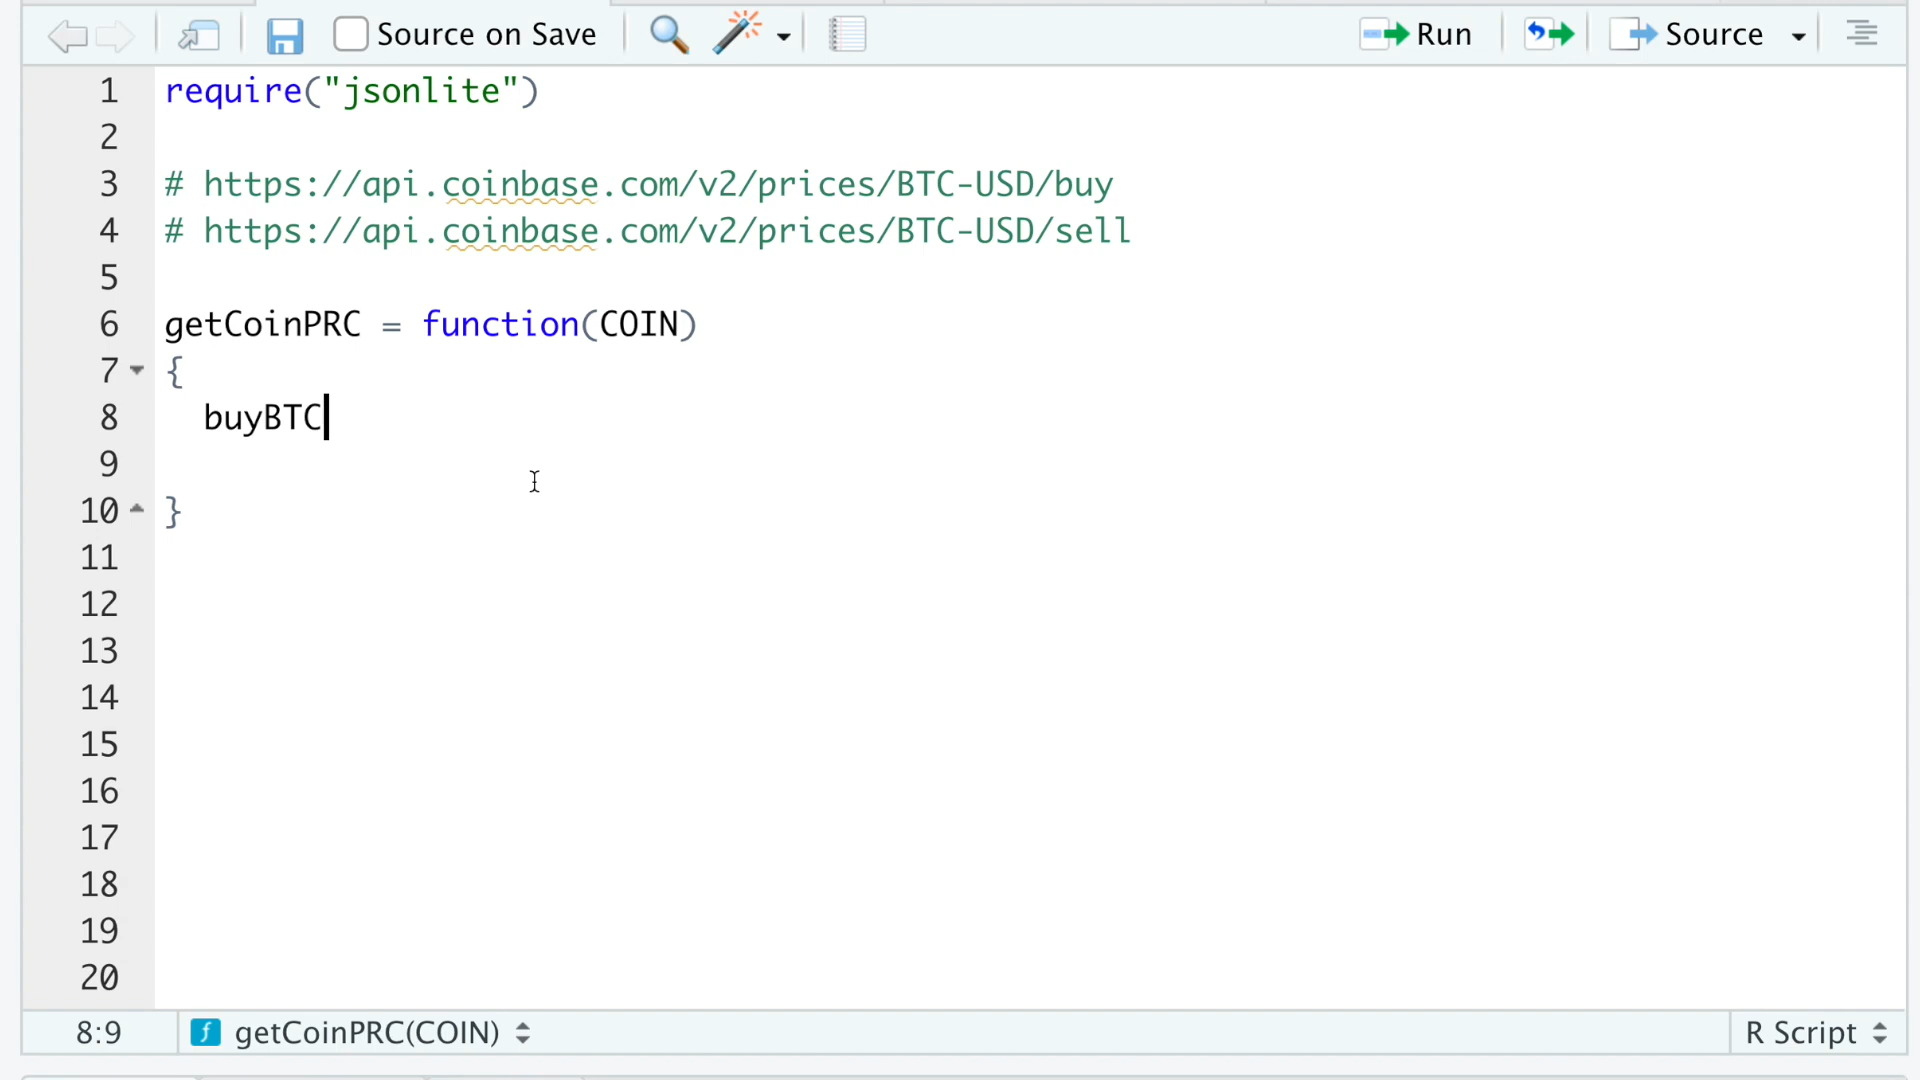 Source on Save Run Source
1 require("jsonlite")
2
3 # https://api.coinbase.com/v2/prices/BTC-USD/buy
4 # https://api.coinbase.com/v2/prices/BTC-USD/sell
5
6 getCoinPRC = function(COIN)
7 {
8 buyBTC
9
10 }
11
12
13
14
15
16
17
18
19
20
8:9 f getCoinPRC(COIN) R Script